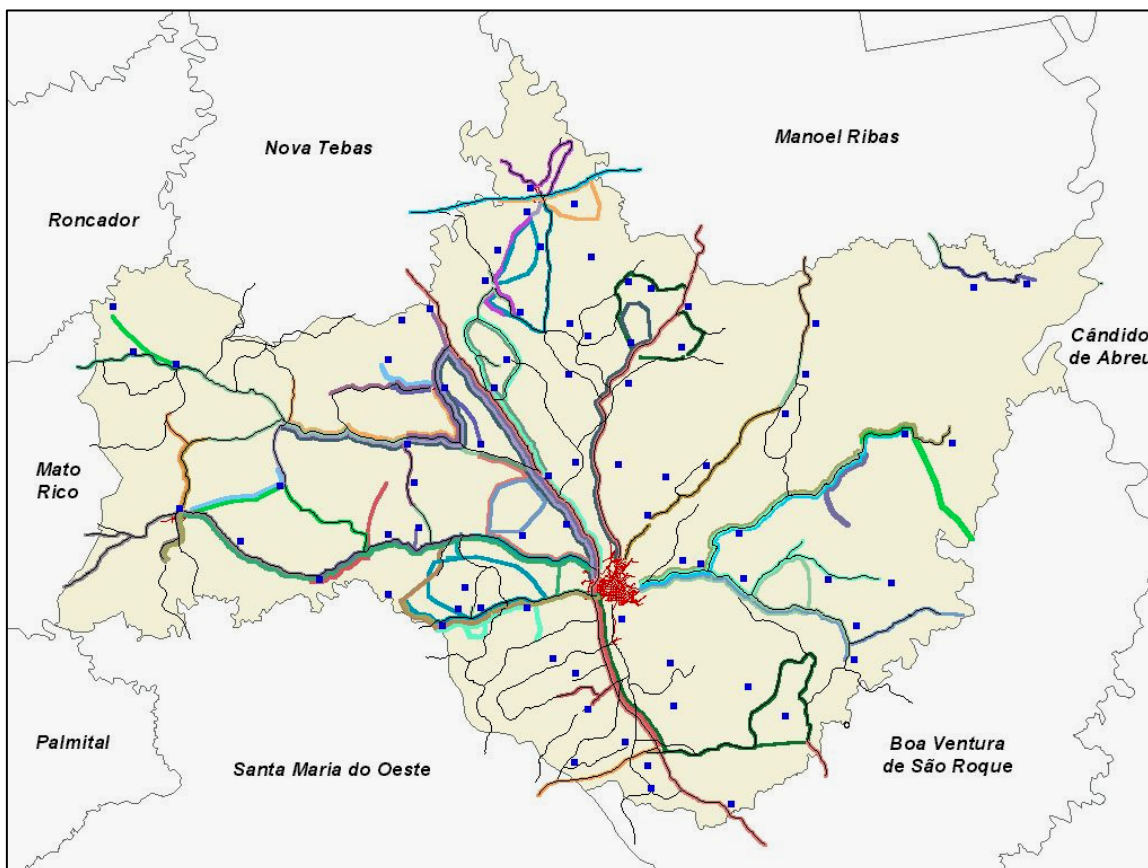 Manoel Ribas
Nova Tebas
Roncador
Cândido
de Abreu
Mato
Rico
Palmital
Santa Maria do Oeste
Boa Ventura
de São Roque